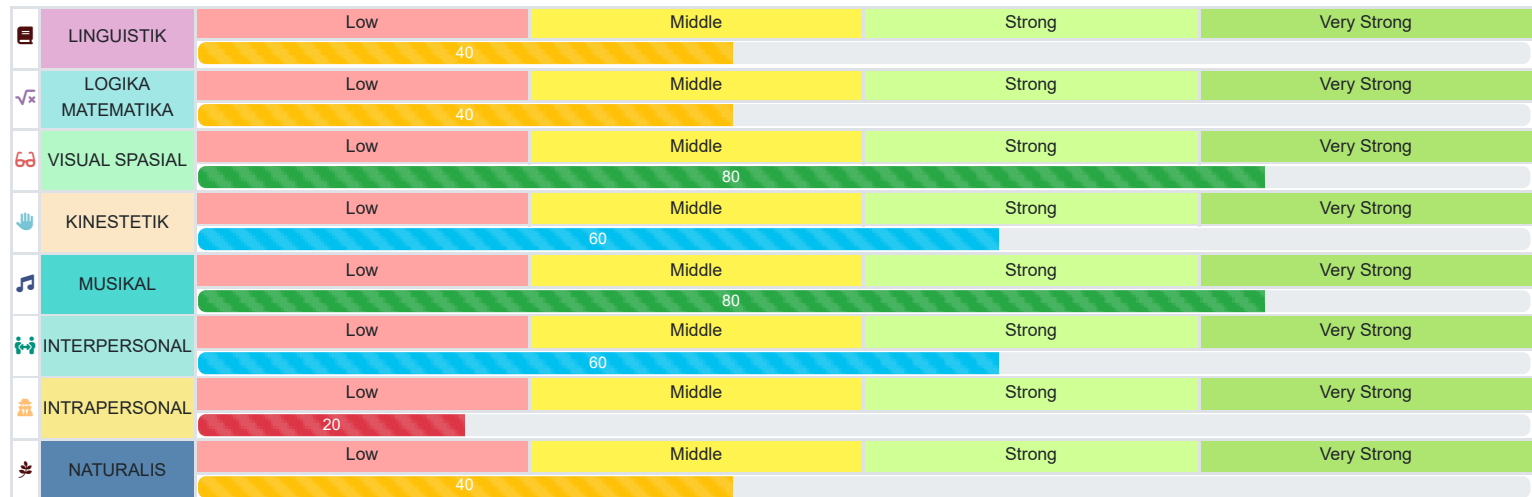 LINGUISTIK
Low Middle Strong Very Strong
40
LOGIKA
MATEMATIKA
Low Middle Strong Very Strong
40
VISUAL SPASIAL
Low Middle Strong Very Strong
80
KINESTETIK
Low Middle Strong Very Strong
60
MUSIKAL
Low Middle Strong Very Strong
80
INTERPERSONAL
Low Middle Strong Very Strong
60
INTRAPERSONAL
Low Middle Strong Very Strong
20
NATURALIS
Low Middle Strong Very Strong
40